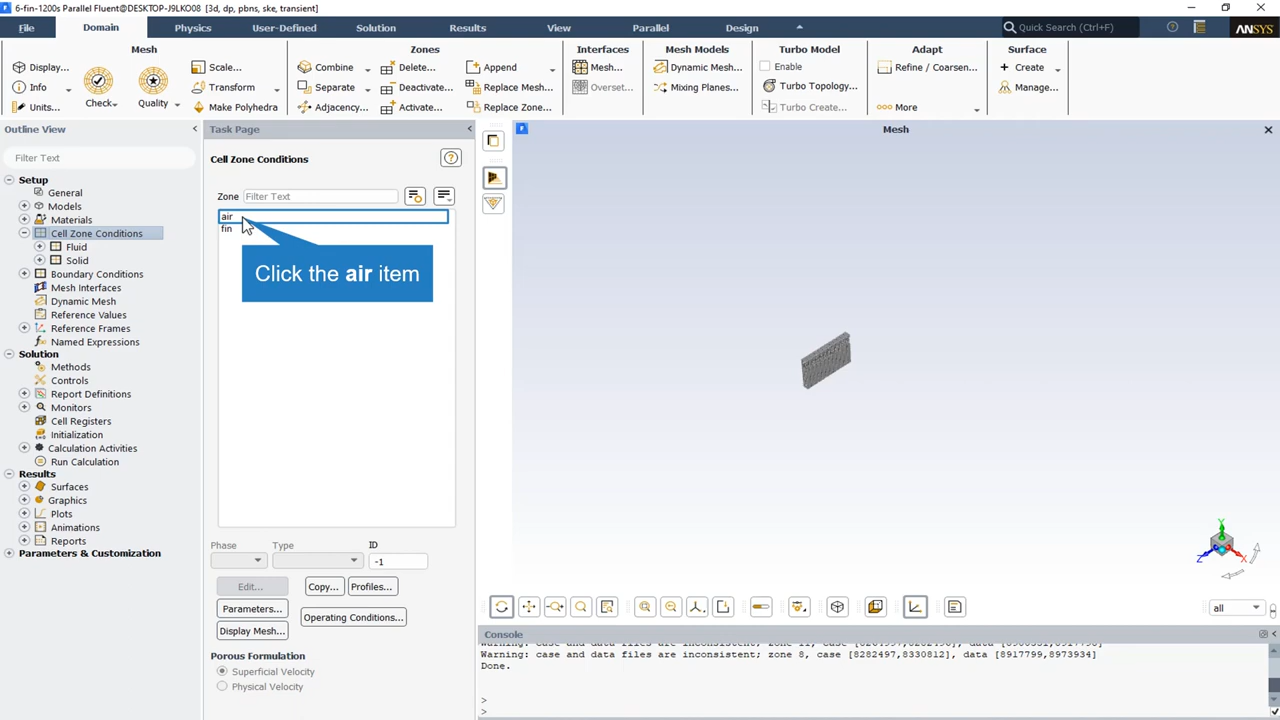 6-fin-1200s Parallel Fluent@DESKTOP-J9LKO08 [3d, dp, pbns, ske, transient]
File Domain Physics User-Defined Solution Results View Parallel Design Quick Search (Ctrl+F) ANSYS
Mesh Zones Interfaces Mesh Models Turbo Model Adapt Surface
Display... Scale... Combine Delete... Append Mesh... Dynamic Mesh... Enable Refine / Coarsen... Create
Info Check Quality Transform Separate Deactivate... Replace Mesh... Overset... Mixing Planes... Turbo Topology... Manage...
Units... Make Polyhedra Adjacency... Activate... Replace Zone... Turbo Create... More
Outline View
Filter Text
Setup
General
Models
Materials
Cell Zone Conditions
Fluid
Solid
Boundary Conditions
Mesh Interfaces
Dynamic Mesh
Reference Values
Reference Frames
Named Expressions
Solution
Methods
Controls
Report Definitions
Monitors
Cell Registers
Initialization
Calculation Activities
Run Calculation
Results
Surfaces
Graphics
Plots
Animations
Reports
Parameters & Customization
Task Page
Cell Zone Conditions
Zone Filter Text
air
fin
Click the air item
Phase Type ID
-1
Edit... Copy... Profiles...
Parameters... Operating Conditions...
Display Mesh...
Porous Formulation
Superficial Velocity
Physical Velocity
Mesh
Y
Z X
all
Console
Warning: case and data files are inconsistent; zone 8, case [8282497,8330812], data [8917799,8973934]
Done.
>
>